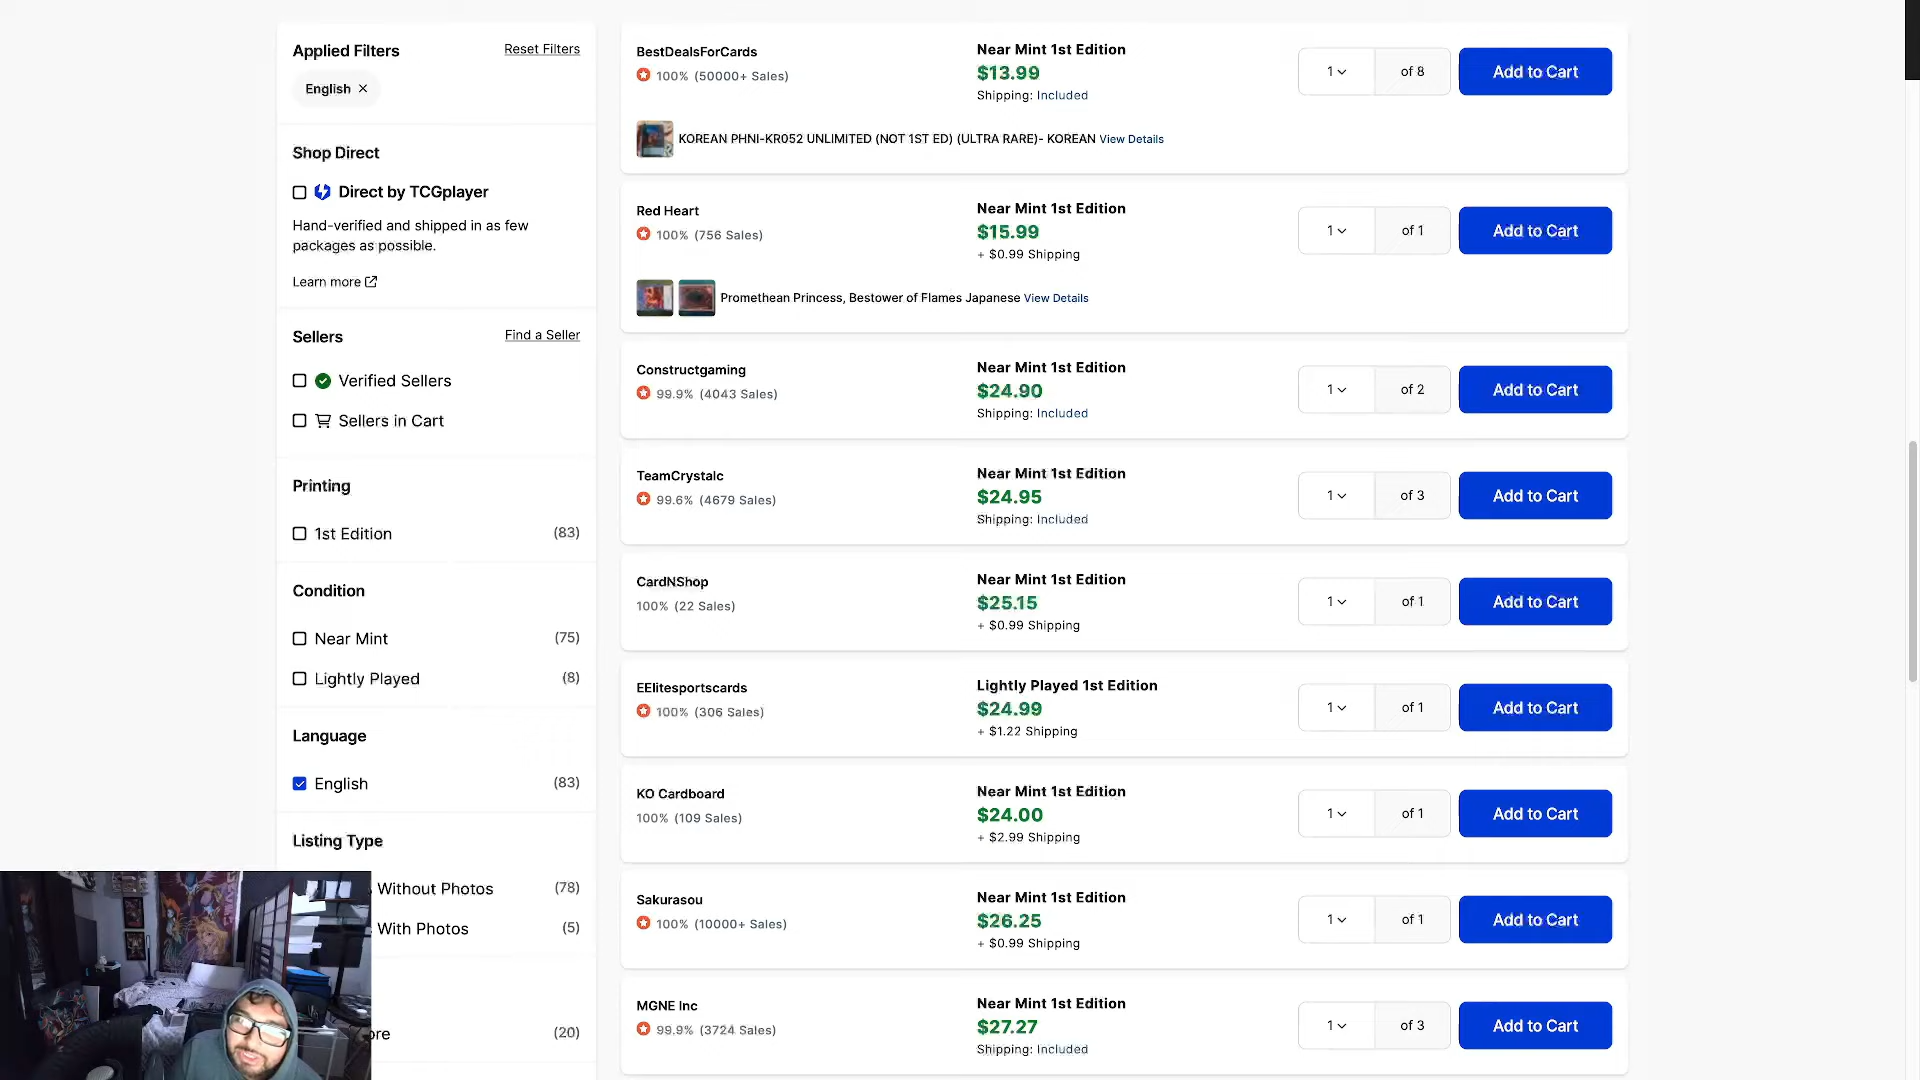 Applied Filters
Reset Filters
English ×
Shop Direct
Direct by TCGplayer
Hand-verified and shipped in as few
packages as possible.
Learn more
Sellers
Find a Seller
Verified Sellers
Sellers in Cart
Printing
1st Edition (83)
Condition
Near Mint (75)
Lightly Played (8)
Language
English (83)
Listing Type
Without Photos (78)
With Photos (5)
ore (20)
BestDealsForCards
100% (50000+ Sales)
Near Mint 1st Edition
$13.99
Shipping: Included
1 of 8
Add to Cart
KOREAN PHNI-KR052 UNLIMITED (NOT 1ST ED) (ULTRA RARE)- KOREAN View Details
Red Heart
100% (756 Sales)
Near Mint 1st Edition
$15.99
+ $0.99 Shipping
1 of 1
Add to Cart
Promethean Princess, Bestower of Flames Japanese View Details
Constructgaming
99.9% (4043 Sales)
Near Mint 1st Edition
$24.90
Shipping: Included
1 of 2
Add to Cart
TeamCrystalc
99.6% (4679 Sales)
Near Mint 1st Edition
$24.95
Shipping: Included
1 of 3
Add to Cart
CardNShop
100% (22 Sales)
Near Mint 1st Edition
$25.15
+ $0.99 Shipping
1 of 1
Add to Cart
EElitesportscards
100% (306 Sales)
Lightly Played 1st Edition
$24.99
+ $1.22 Shipping
1 of 1
Add to Cart
KO Cardboard
100% (109 Sales)
Near Mint 1st Edition
$24.00
+ $2.99 Shipping
1 of 1
Add to Cart
Sakurasou
100% (10000+ Sales)
Near Mint 1st Edition
$26.25
+ $0.99 Shipping
1 of 1
Add to Cart
MGNE Inc
99.9% (3724 Sales)
Near Mint 1st Edition
$27.27
Shipping: Included
1 of 3
Add to Cart